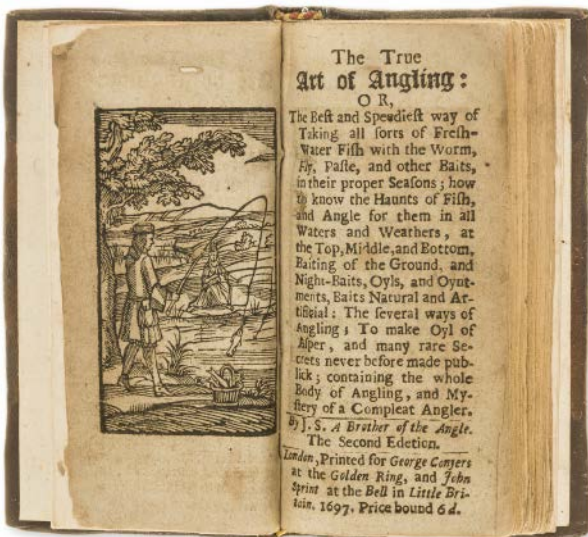 The True
Art of Angling:
OR,
The Beſt and Speedieſt way of
Taking all ſorts of Freſh-
Water Fiſh with the Worm,
Fly, Paſte, and other Baits,
in their proper Seaſons; how
to know the Haunts of Fiſh,
and Angle for them in all
Waters and Weathers, at
the Top, Middle, and Bottom,
Baiting of the Ground, and
Night-Baits, Oyls, and Oynt-
ments, Baits Natural and Ar-
tificial: The ſeveral ways of
Angling; To make Oyl of
Aſper, and many rare Se-
crets never before made pub-
lick; containing the whole
Body of Angling, and My-
ſtery of a Compleat Angler.
By J. S. A Brother of the Angle.
The Second Edetion.
London, Printed for George Conyers
at the Golden Ring, and John
Sprint at the Bell in Little Bri-
tain. 1697. Price bound 6 d.